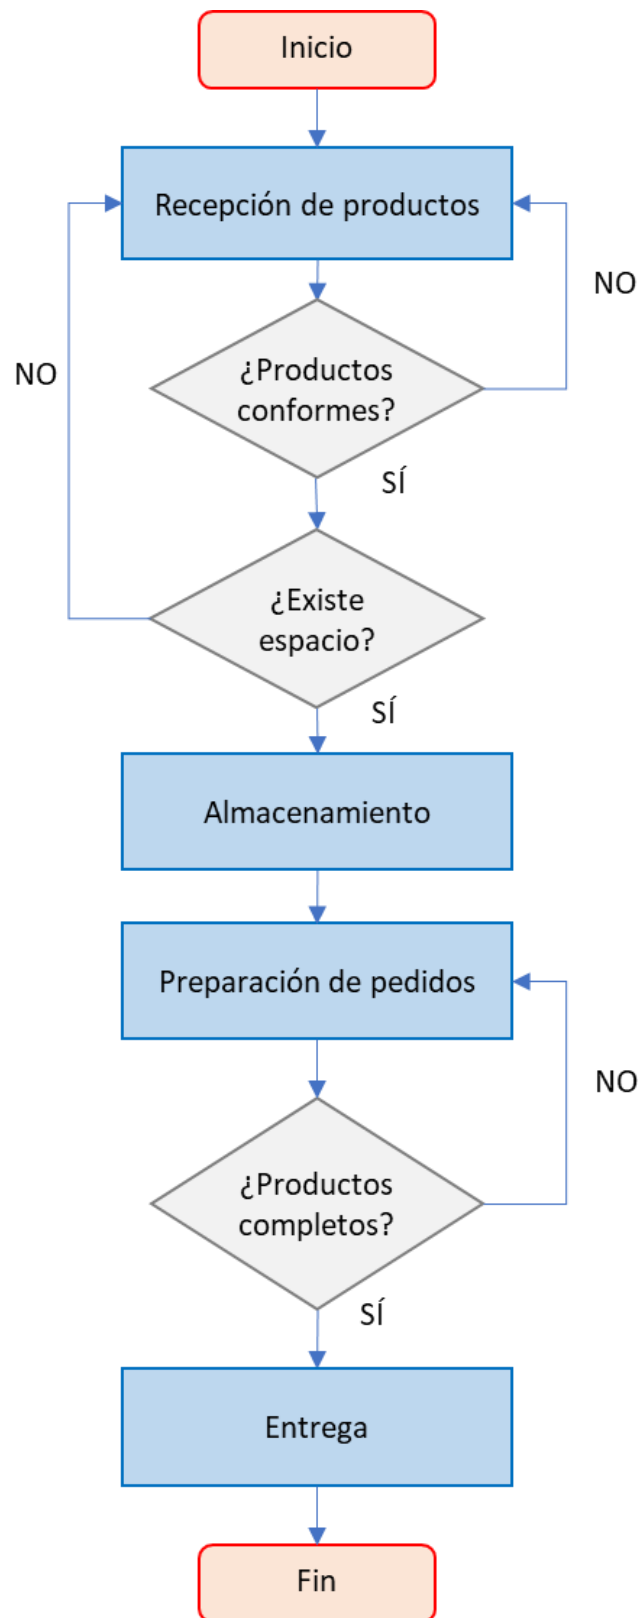 Inicio
Recepción de productos
NO
NO
¿Productos
conformes?
SÍ
¿Existe
espacio?
SÍ
Almacenamiento
Preparación de pedidos
NO
¿Productos
completos?
SÍ
Entrega
Fin